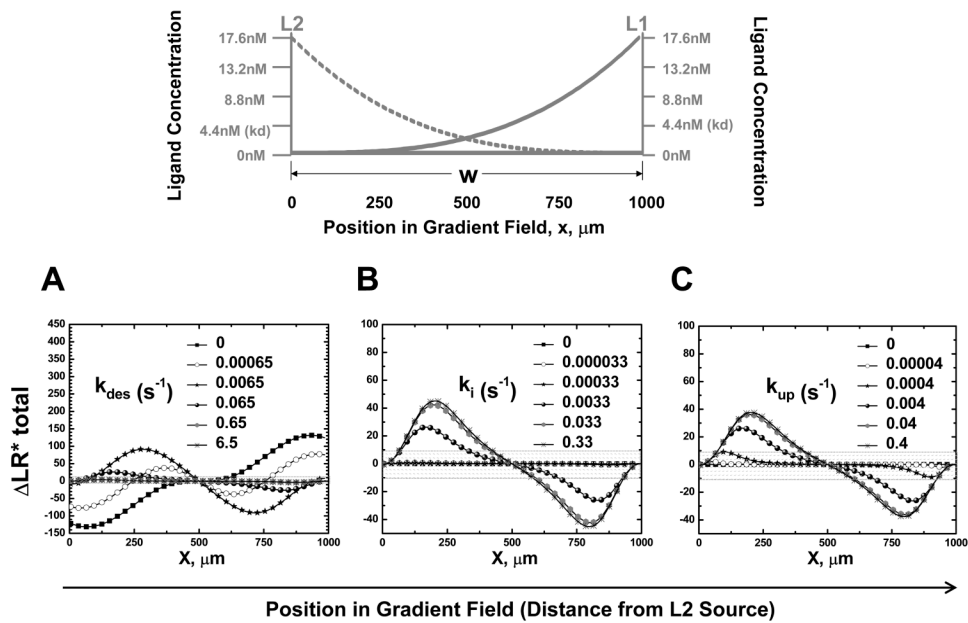 L2 L1
17.6nM 17.6nM
13.2nM 13.2nM
8.8nM 8.8nM
4.4nM (kd) 4.4nM (kd)
0nM 0nM
Ligand Concentration
Ligand Concentration
W
0 250 500 750 1000
Position in Gradient Field, x, μm
A
450
400
350
300
250
200
150
100
50
0
-50
-100
-150
ΔLR* total
k des (s-1)
0
0.00065
0.0065
0.065
0.65
6.5
0 250 500 750 1000
X, μm
B
100
80
60
40
20
0
-20
-40
k i (s-1)
0
0.000033
0.00033
0.0033
0.033
0.33
0 250 500 750 1000
X, μm
C
100
80
60
40
20
0
-20
-40
k up (s-1)
0
0.00004
0.0004
0.004
0.04
0.4
0 250 500 750 1000
X, μm
Position in Gradient Field (Distance from L2 Source)